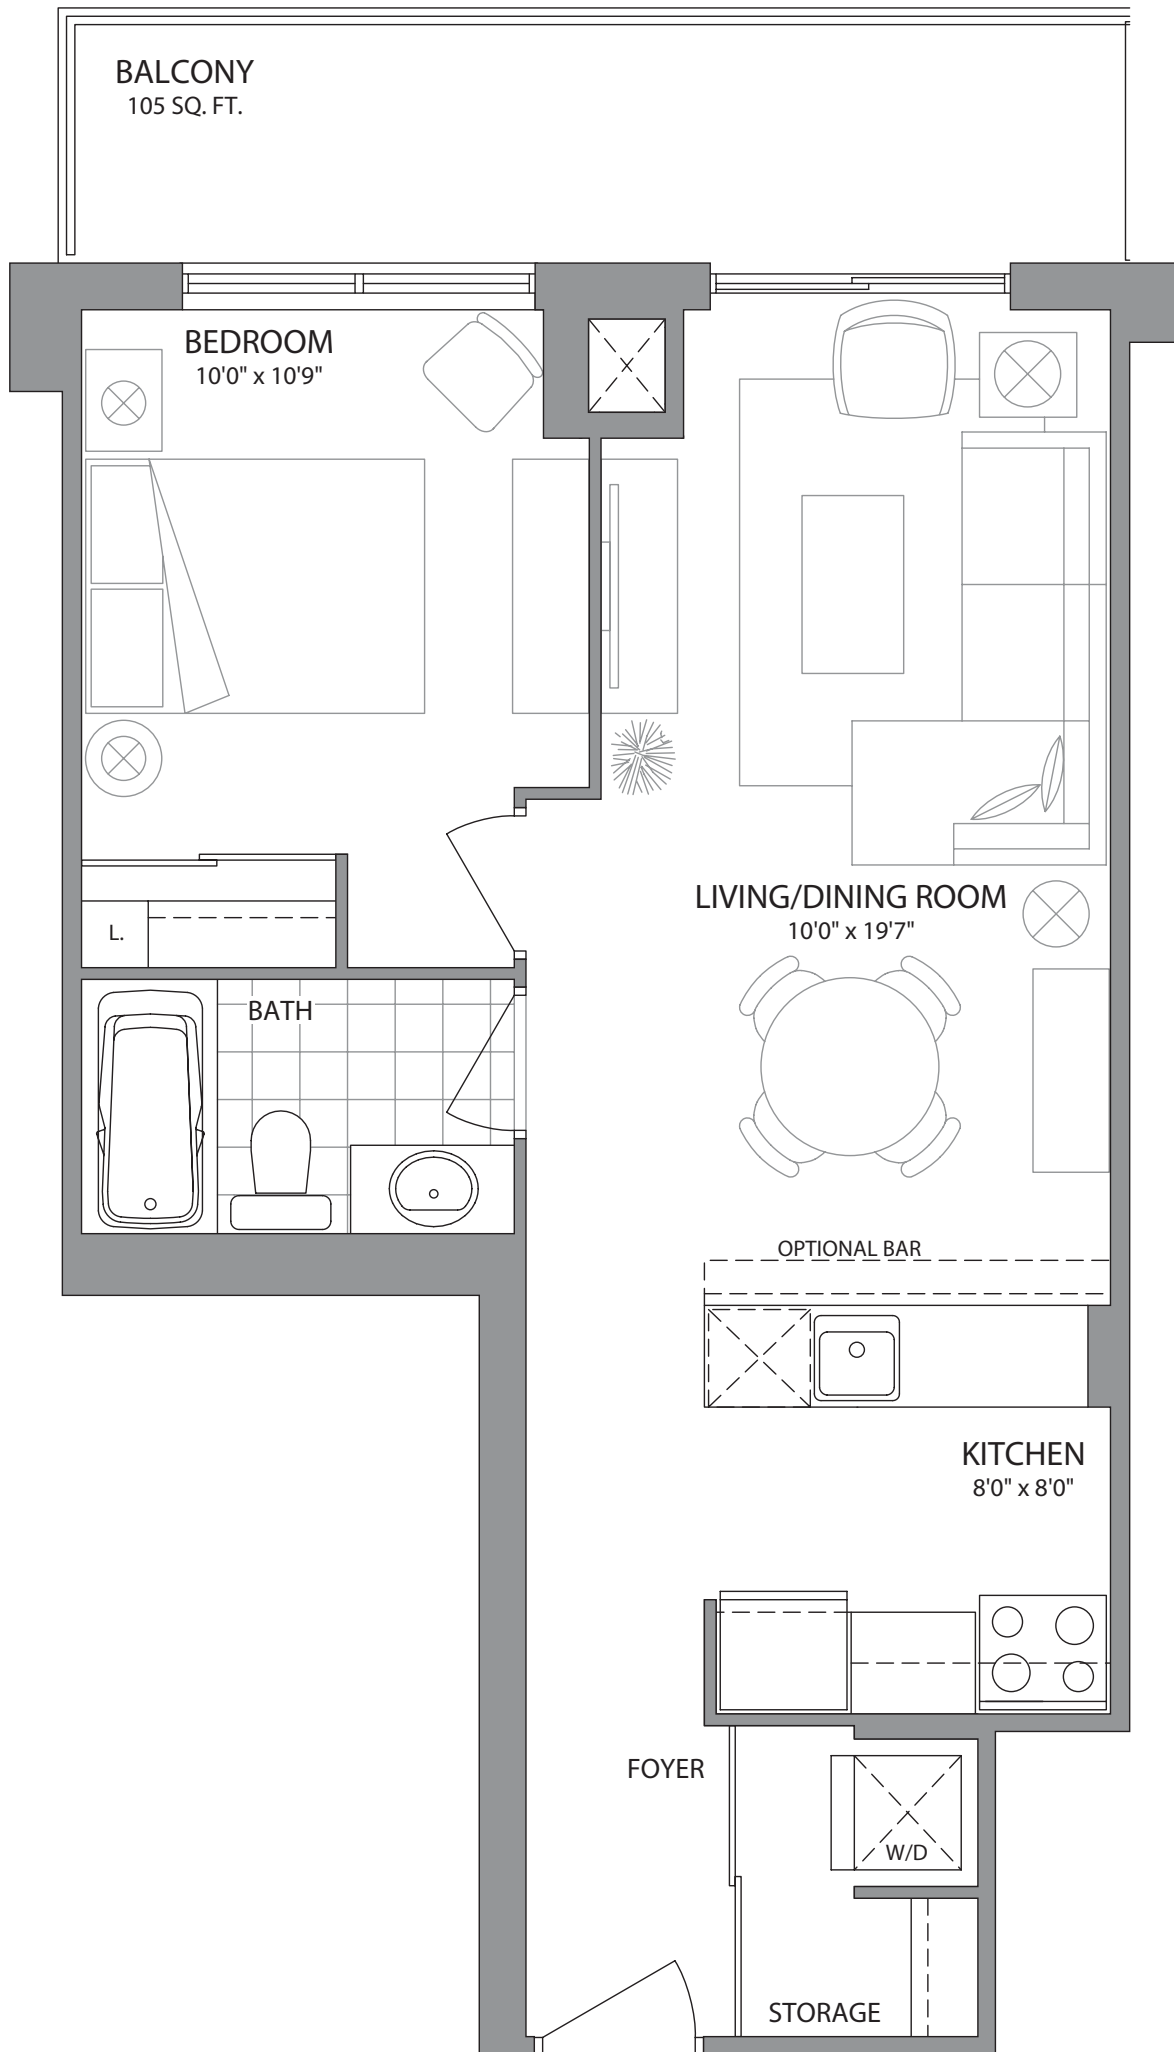 BALCONY
105 SQ. FT.
BEDROOM
10'0" x 10'9"
LIVING/DINING ROOM
10'0" x 19'7"
L.
BATH
OPTIONAL BAR
KITCHEN
8'0" x 8'0"
FOYER
W/D
STORAGE